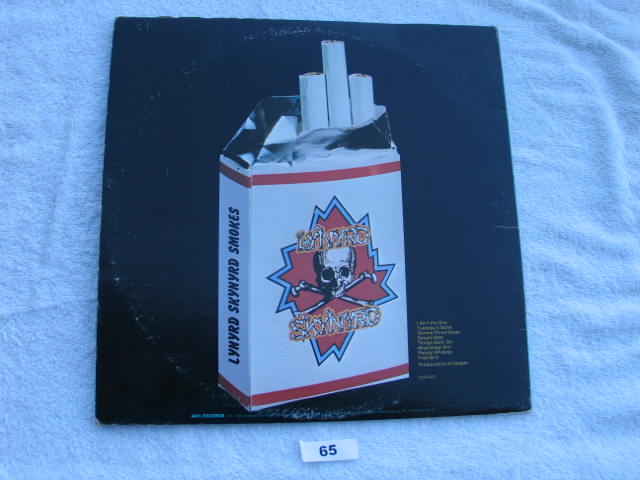 LYNYRD
SKYNYRD
LYNYRD SKYNYRD SMOKES
I Ain't the One
Tuesday's Gone
Gimme Three Steps
Simple Man
Things Goin' On
Mississippi Kid
Poison Whiskey
Free Bird
Produced by Al Kooper
MCA RECORDS
65